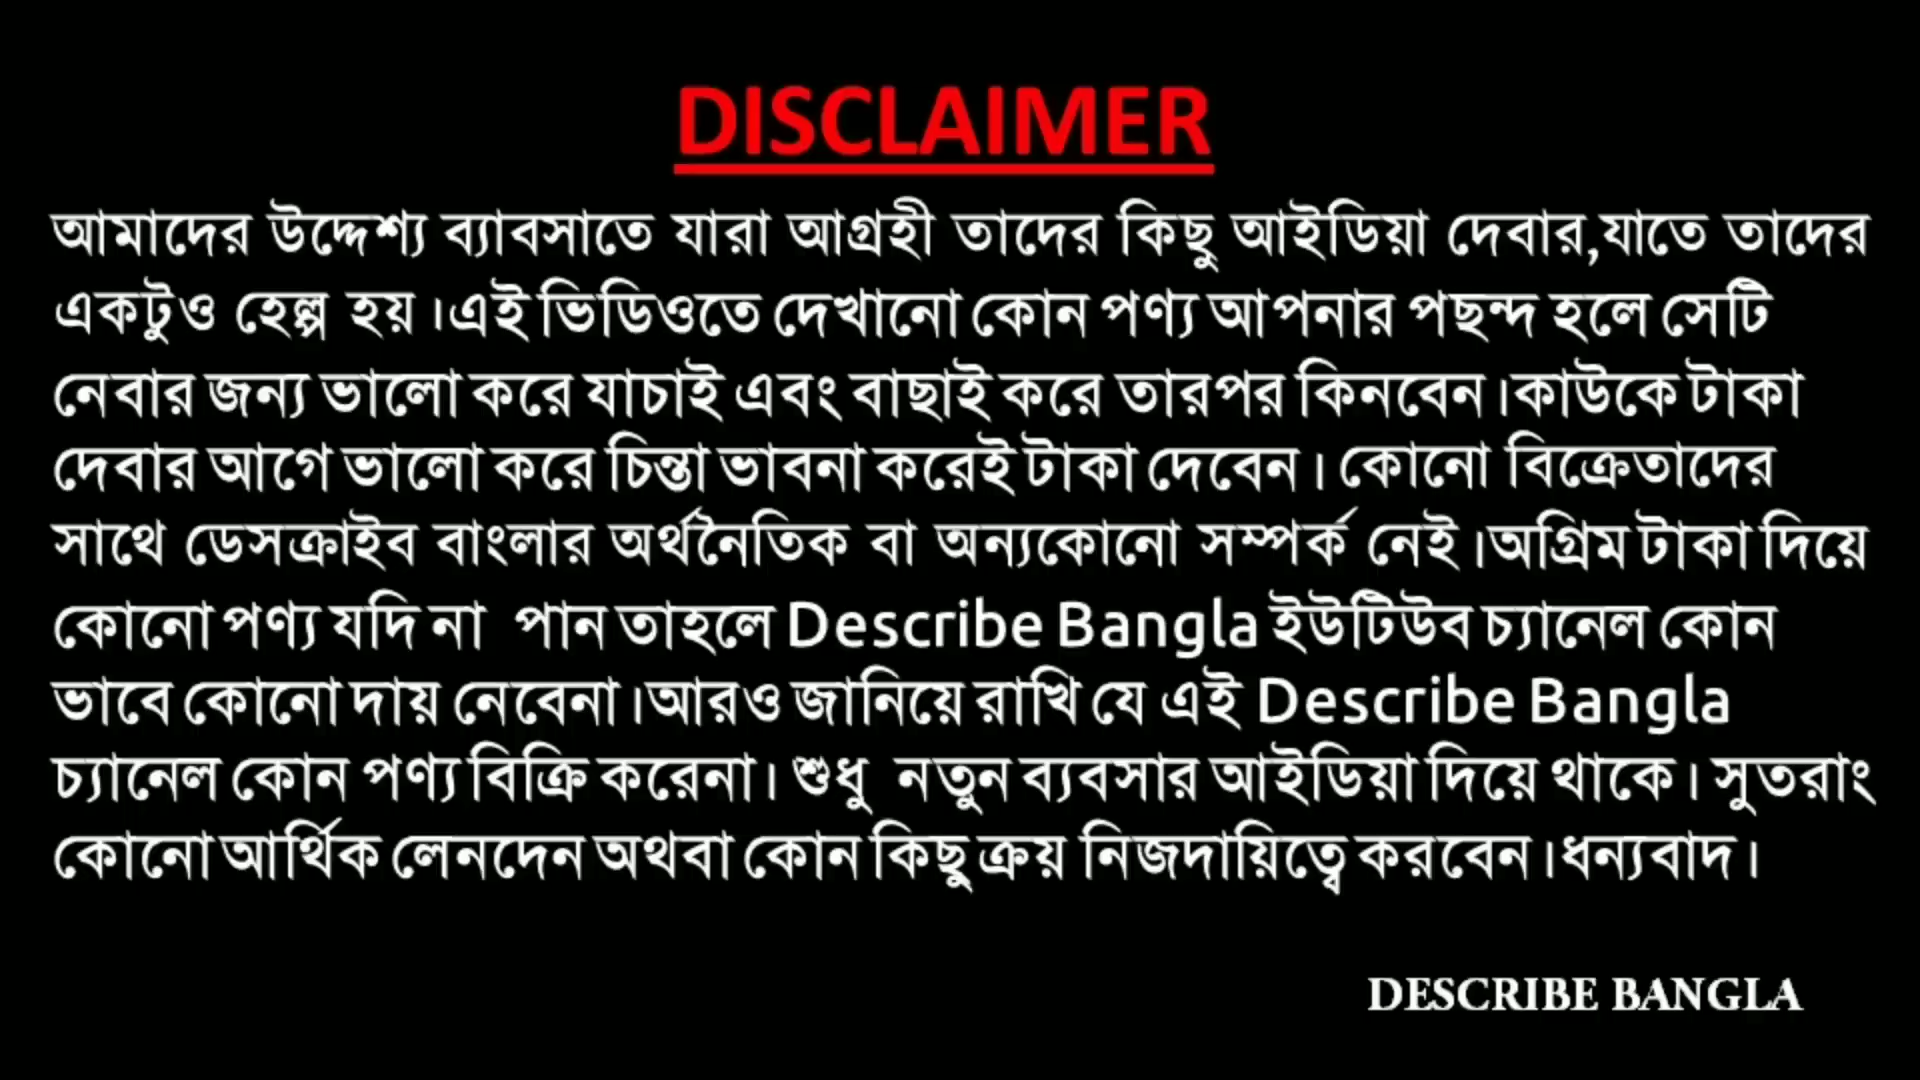 DISCLAIMER
আমাদের উদ্দেশ্য ব্যাবসাতে যারা আগ্রহী তাদের কিছু আইডিয়া দেবার,যাতে তাদের
একটুও হেল্প হয় ।এই ভিডিওতে দেখানো কোন পণ্য আপনার পছন্দ হলে সেটি
নেবার জন্য ভালো করে যাচাই এবং বাছাই করে তারপর কিনবেন ।কাউকে টাকা
দেবার আগে ভালো করে চিন্তা ভাবনা করেই টাকা দেবেন । কোনো বিক্রেতাদের
সাথে ডেসক্রাইব বাংলার অর্থনৈতিক বা অন্যকোনো সম্পর্ক নেই ।অগ্রিম টাকা দিয়ে
কোনো পণ্য যদি না পান তাহলে Describe Bangla ইউটিউব চ্যানেল কোন
ভাবে কোনো দায় নেবেনা ।আরও জানিয়ে রাখি যে এই Describe Bangla
চ্যানেল কোন পণ্য বিক্রি করেনা । শুধু নতুন ব্যবসার আইডিয়া দিয়ে থাকে । সুতরাং
কোনো আর্থিক লেনদেন অথবা কোন কিছু ক্রয় নিজদায়িত্বে করবেন ।ধন্যবাদ ।
DESCRIBE BANGLA